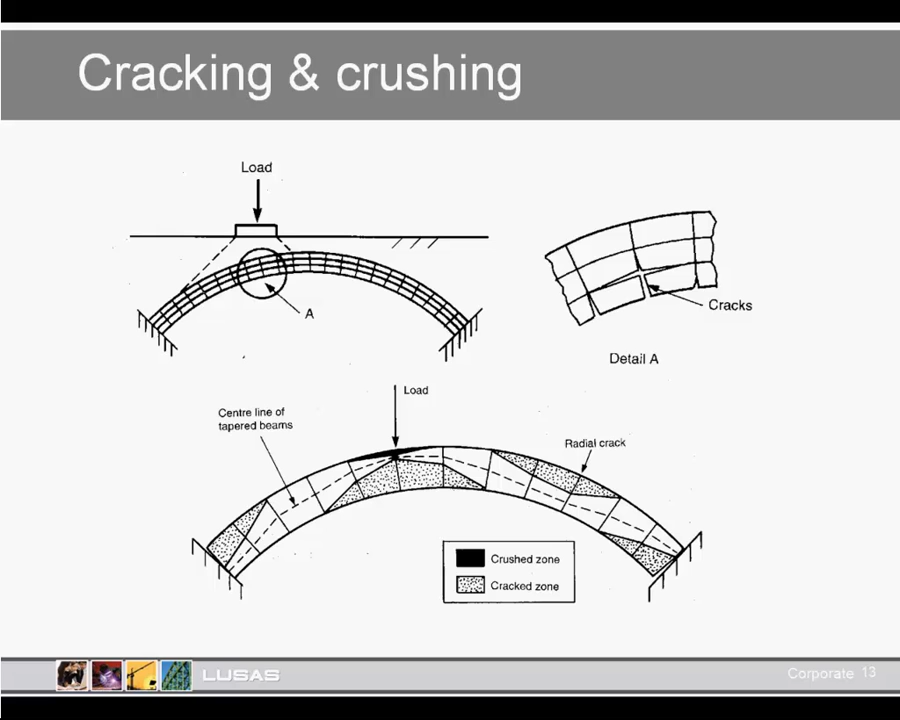 Cracking & crushing
Load
A
Cracks
Detail A
Load
Centre line of
tapered beams
Radial crack
Crushed zone
Cracked zone
LUSAS
Corporate 13